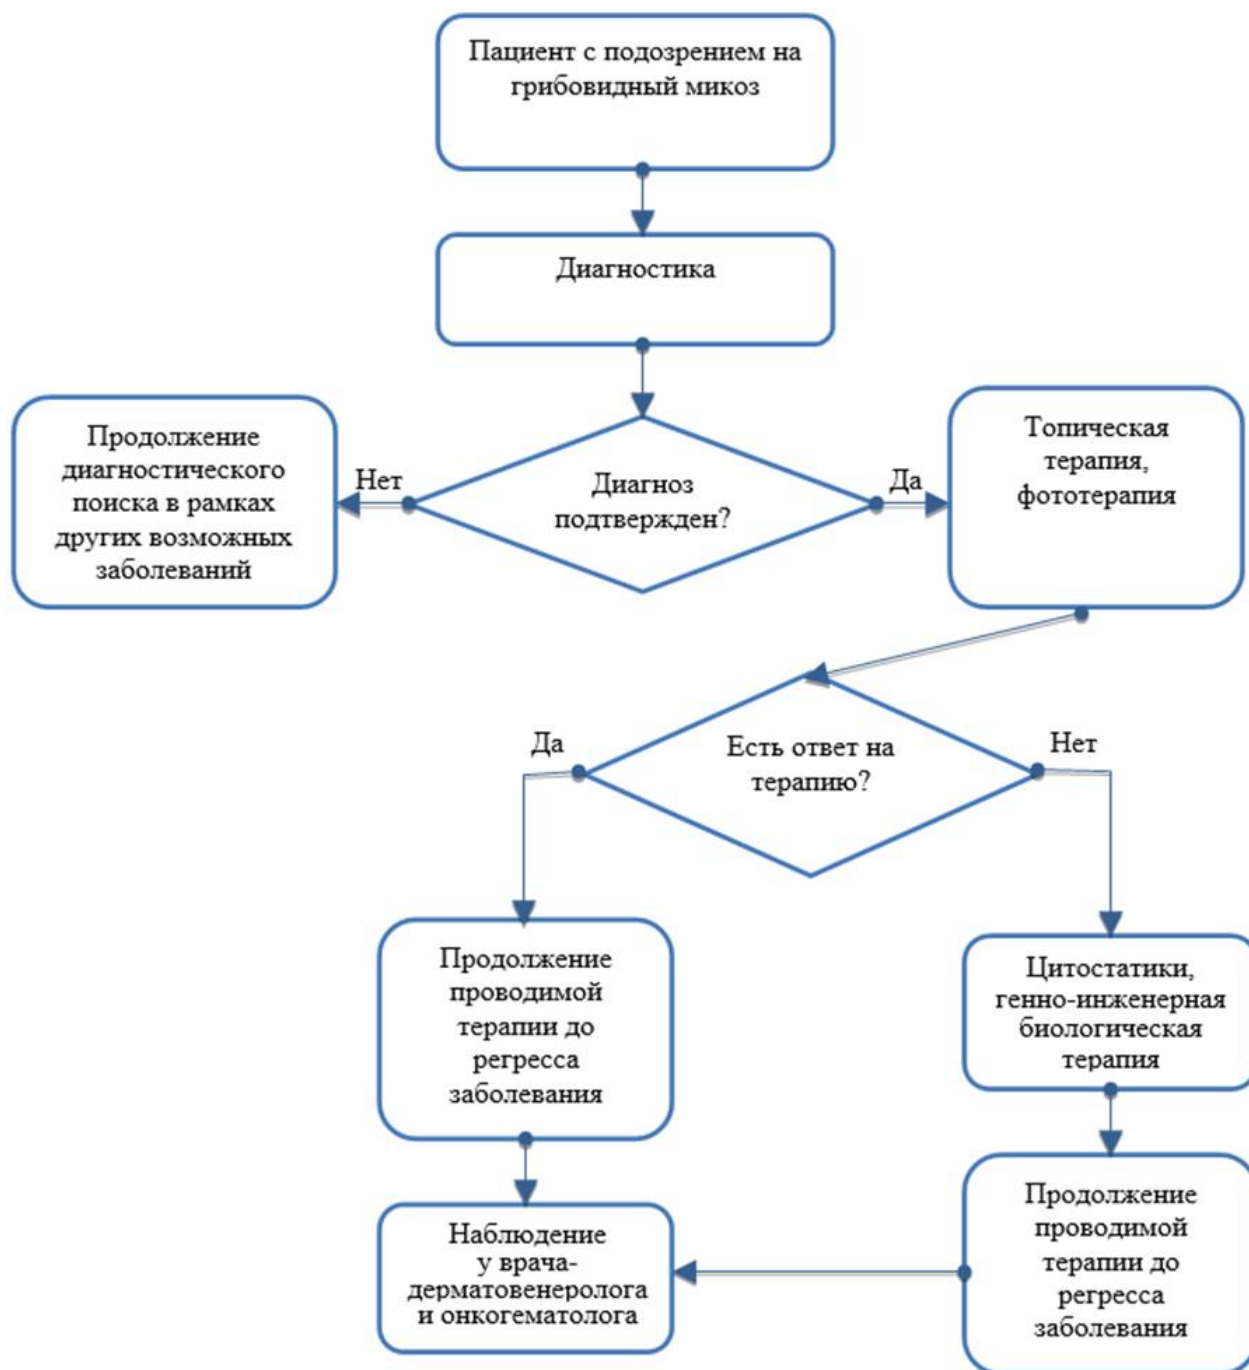 Пациент с подозрением на
грибовидный микоз
Диагностика
Продолжение
диагностического
поиска в рамках
других возможных
заболеваний
Нет
Диагноз
подтвержден?
Да
Топическая
терапия,
фототерапия
Да
Есть ответ на
терапию?
Нет
Продолжение
проводимой
терапии до
регресса
заболевания
Цитостатики,
генно-инженерная
биологическая
терапия
Наблюдение
у врача-
дерматовенеролога
и онкогематолога
Продолжение
проводимой
терапии до
регресса
заболевания